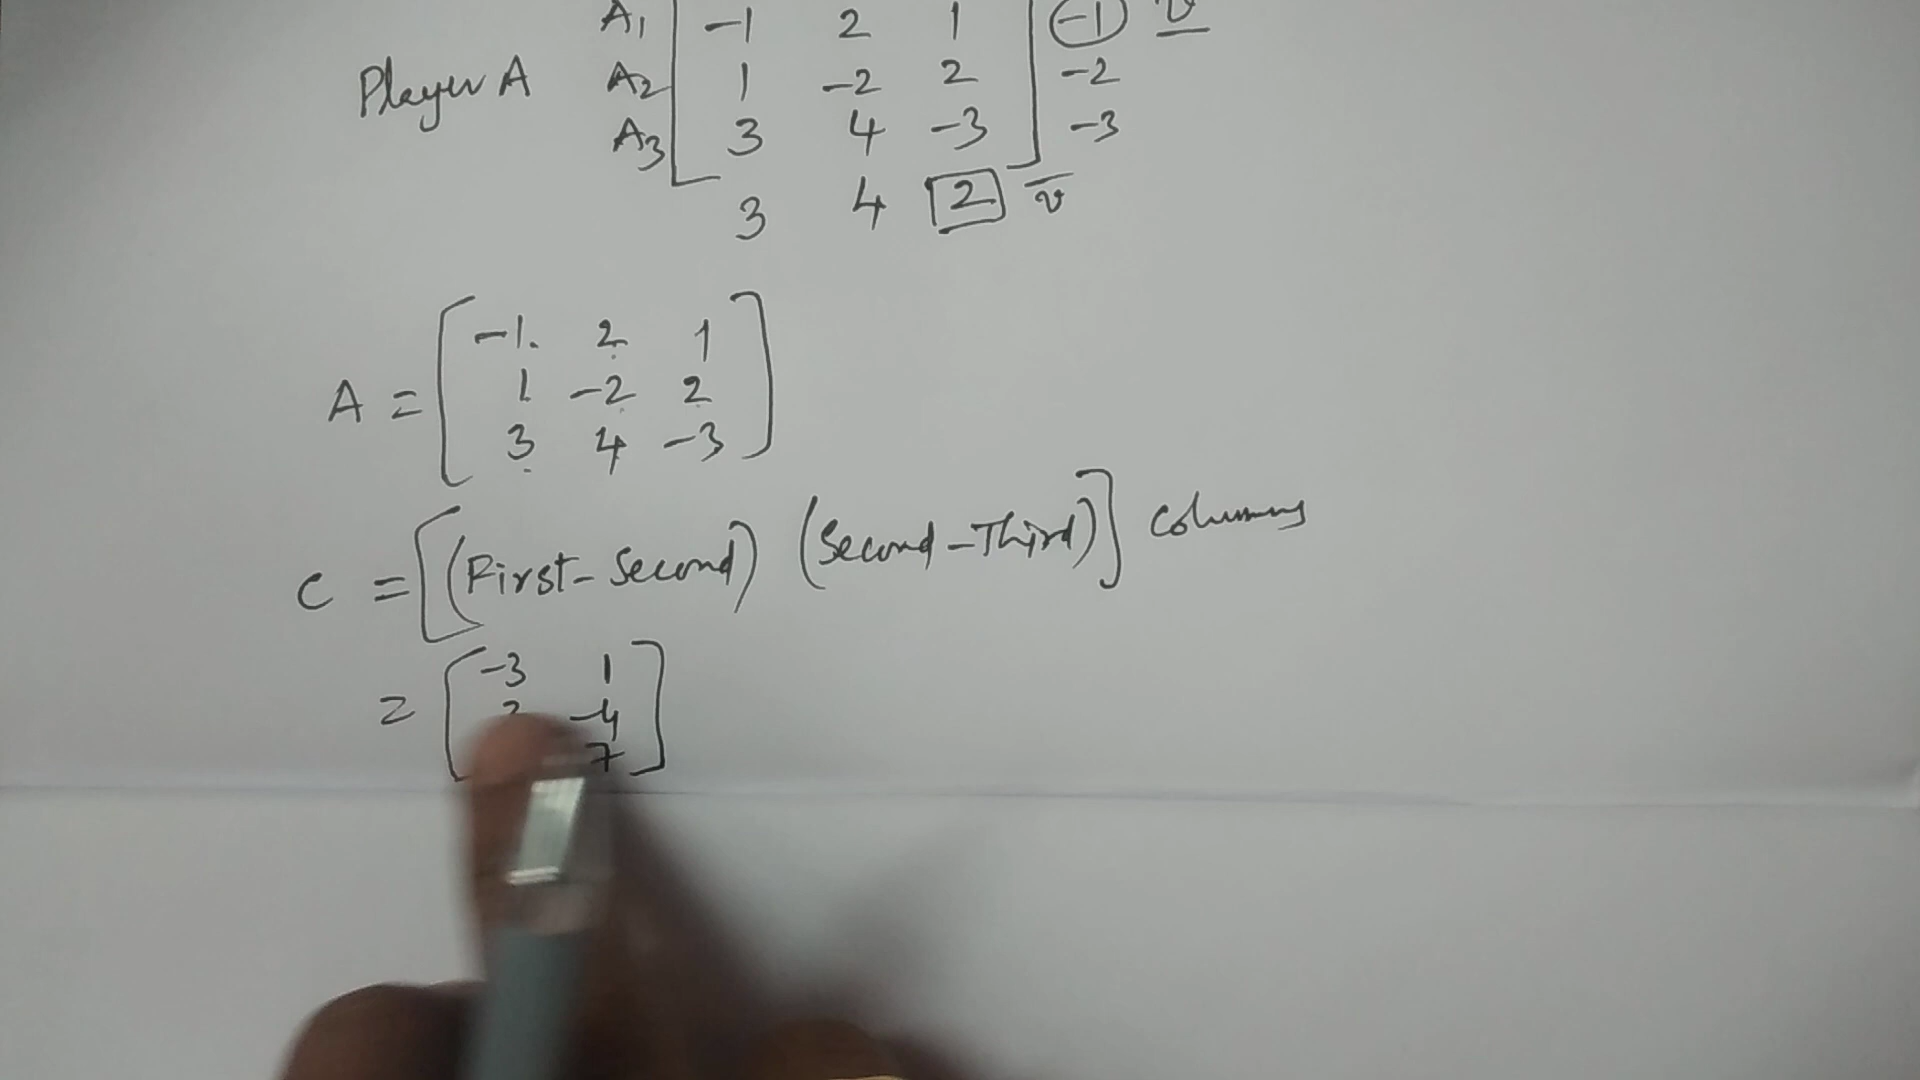 A1 -1 2 1 -1 v
Player A A2 1 -2 2 -2
A3 3 4 -3 -3
3 4 2 v̅
-1 2 1
A = 1 -2 2
3 4 -3
C = [(First - Second) (Second - Third)] columns
-3 1
= 3 -4
7